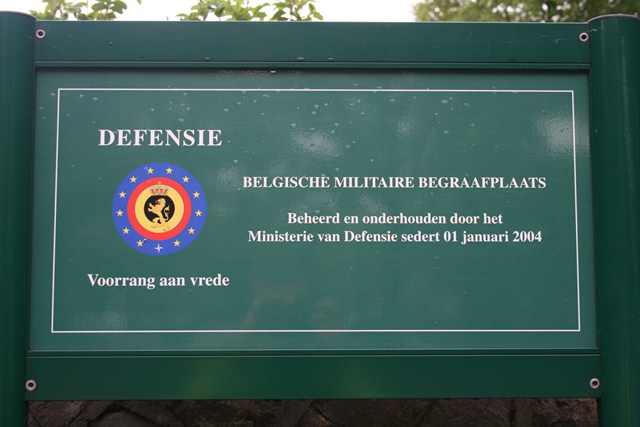 DEFENSIE
BELGISCHE MILITAIRE BEGRAAFPLAATS
Beheerd en onderhouden door het
Ministerie van Defensie sedert 01 januari 2004
Voorrang aan vrede